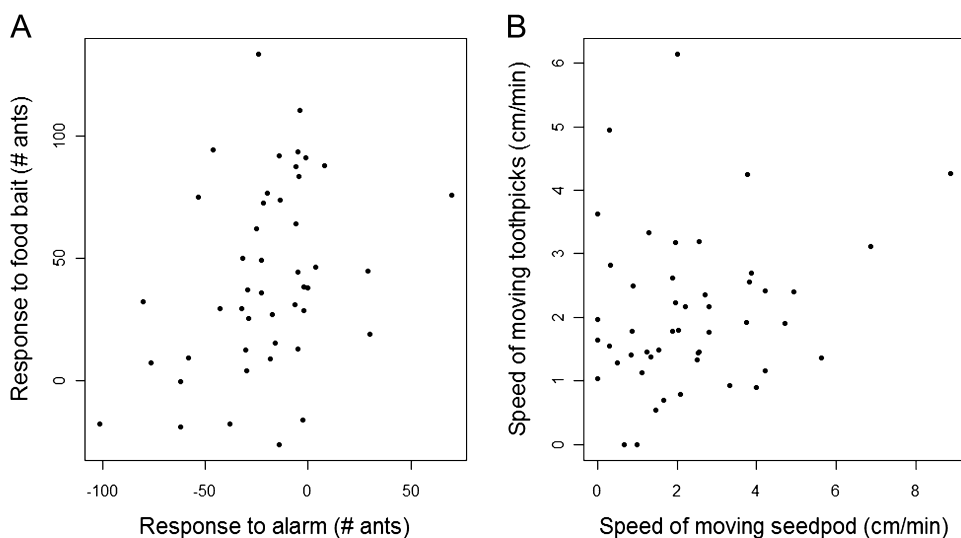 A
Response to food bait (# ants)
100
50
0
-100 -50 0 50
Response to alarm (# ants)
B
Speed of moving toothpicks (cm/min)
6
5
4
3
2
1
0
0 2 4 6 8
Speed of moving seedpod (cm/min)